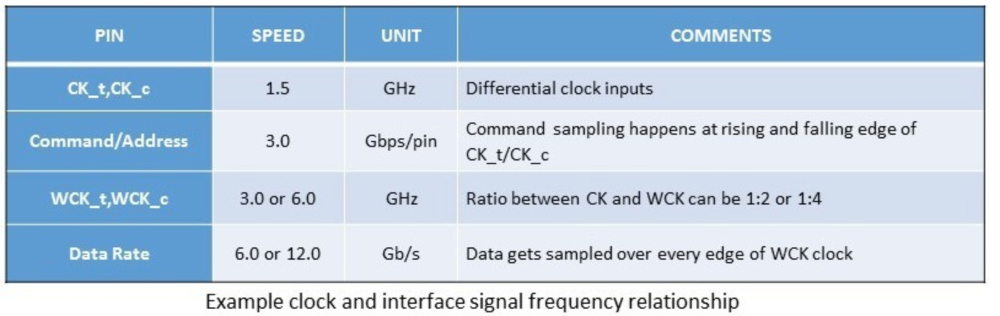 PIN SPEED UNIT COMMENTS
CK_t,CK_c 1.5 GHz Differential clock inputs
Command/Address 3.0 Gbps/pin Command sampling happens at rising and falling edge of
CK_t/CK_c
WCK_t,WCK_c 3.0 or 6.0 GHz Ratio between CK and WCK can be 1:2 or 1:4
Data Rate 6.0 or 12.0 Gb/s Data gets sampled over every edge of WCK clock
Example clock and interface signal frequency relationship